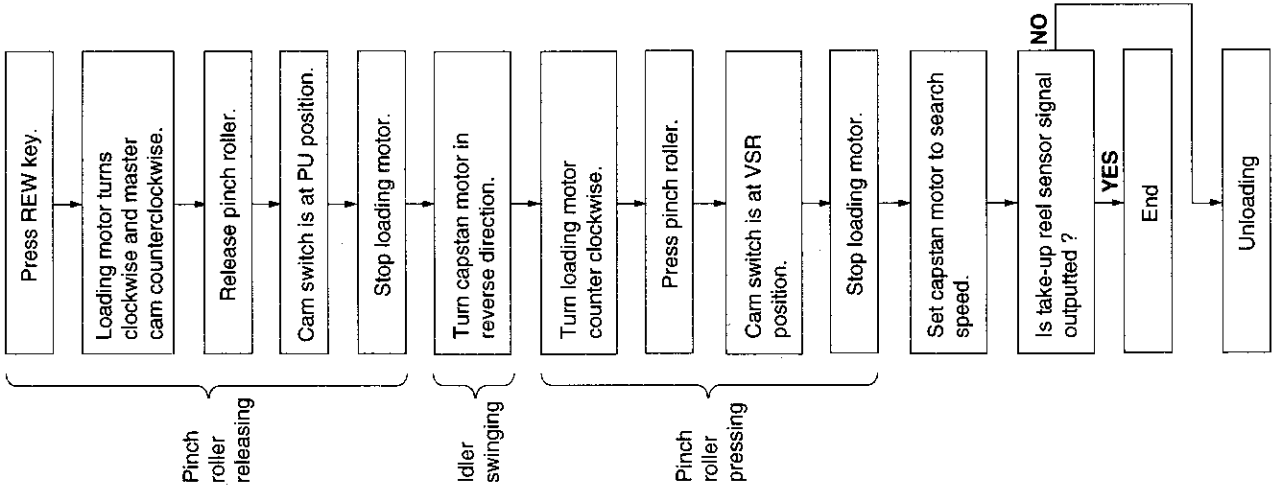 Press REW key.
Loading motor turns
clockwise and master
cam counterclockwise.
Release pinch roller.
Cam switch is at PU position.
Stop loading motor.
Pinch
roller
releasing
Turn capstan motor in
reverse direction.
Idler
swinging
Turn loading motor
counter clockwise.
Press pinch roller.
Cam switch is at VSR
position.
Stop loading motor.
Pinch
roller
pressing
Set capstan motor to search
speed.
Is take-up reel sensor signal
outputted ?
NO
YES
End
Unloading